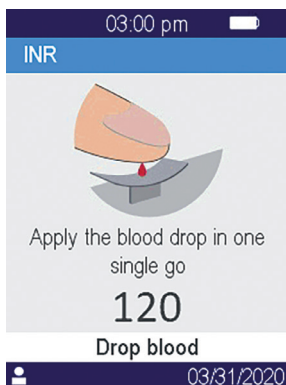 03:00 pm
INR
Apply the blood drop in one
single go
120
Drop blood
03/31/2020